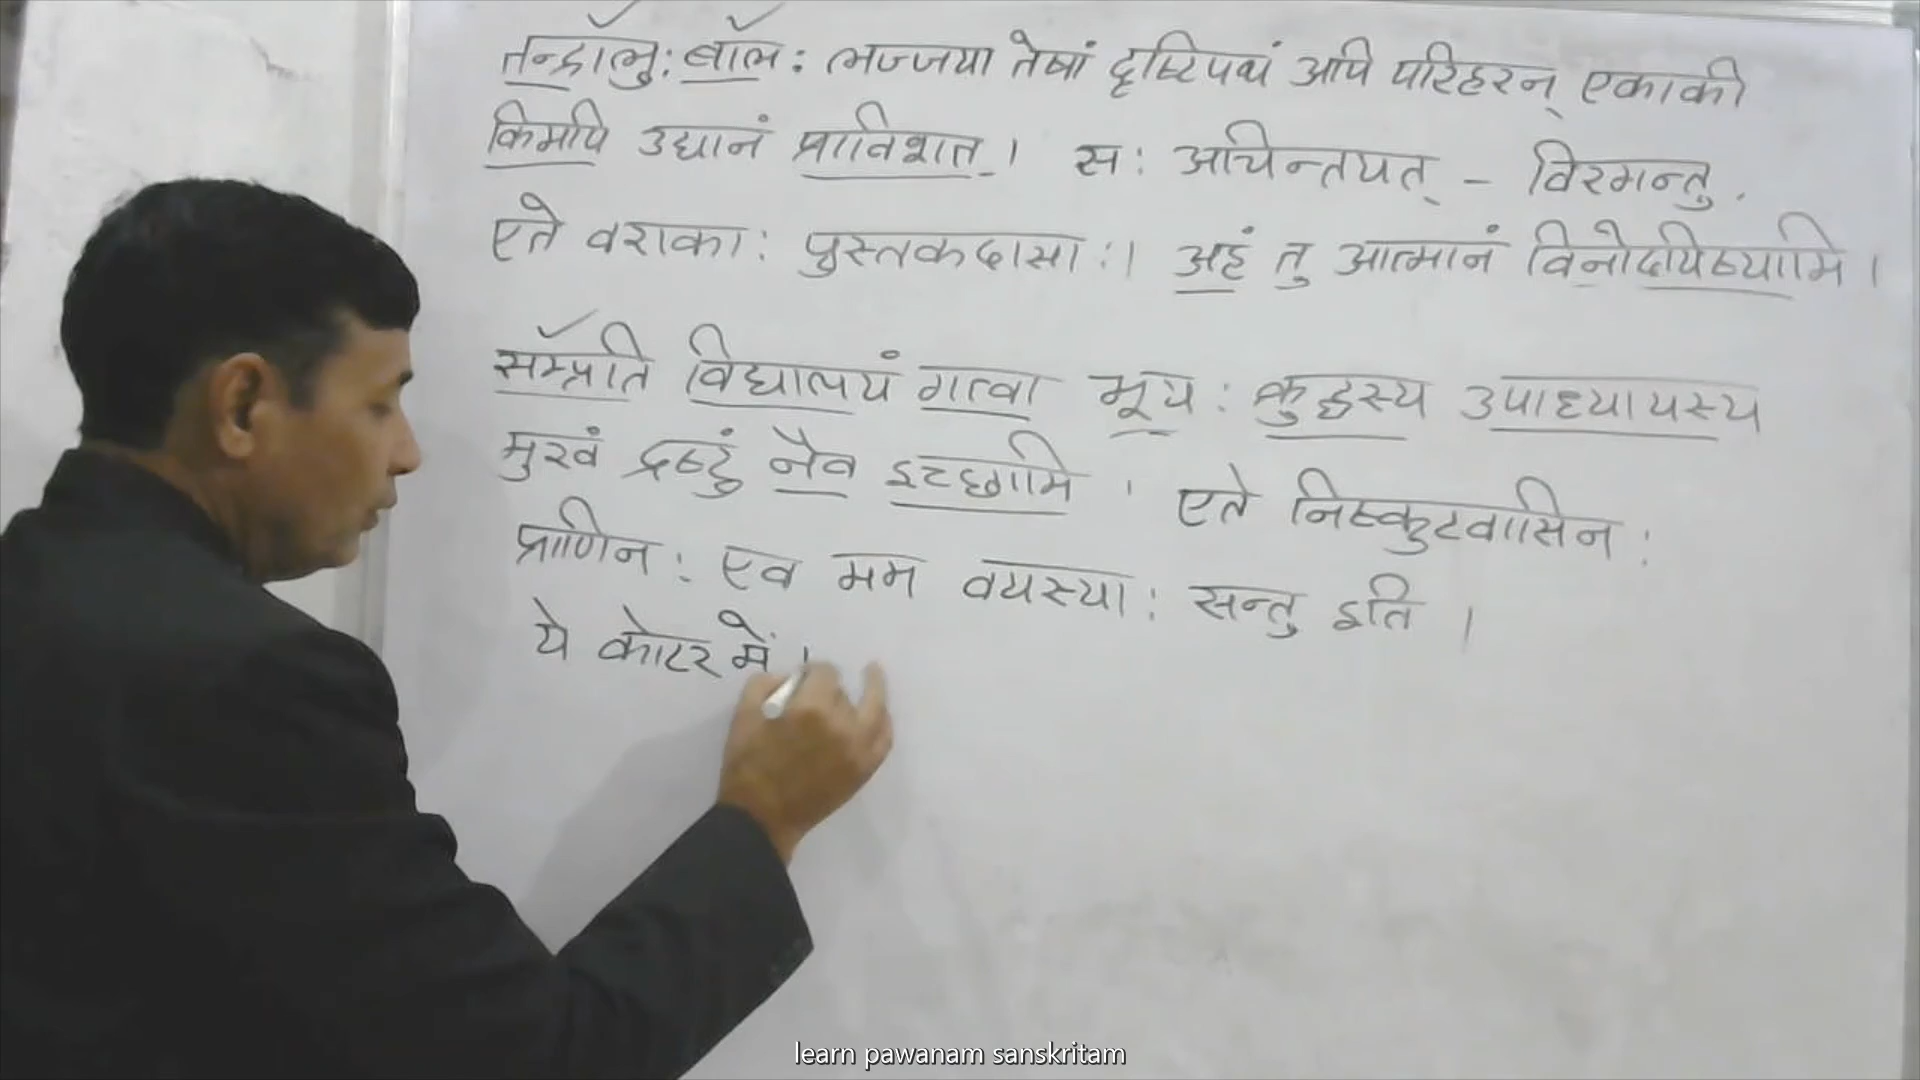 तन्द्रालुः बालः लज्जया तेषां दृष्टिपथं अपि परिहरन् एकाकी
किमपि उद्यानं प्राविशत् । सः अचिन्तयत् - विरमन्तु
एते वराकाः पुस्तकदासाः । अहं तु आत्मानं विनोदयिष्यामि ।
सम्प्रति विद्यालयं गत्वा भूयः क्रुद्धस्य उपाध्यायस्य
मुखं द्रष्टुं नैव इच्छामि । एते निष्कुटवासिनः
प्राणिनः एव मम वयस्याः सन्तु इति ।
ये कोटर में
learn pawanam sanskritam